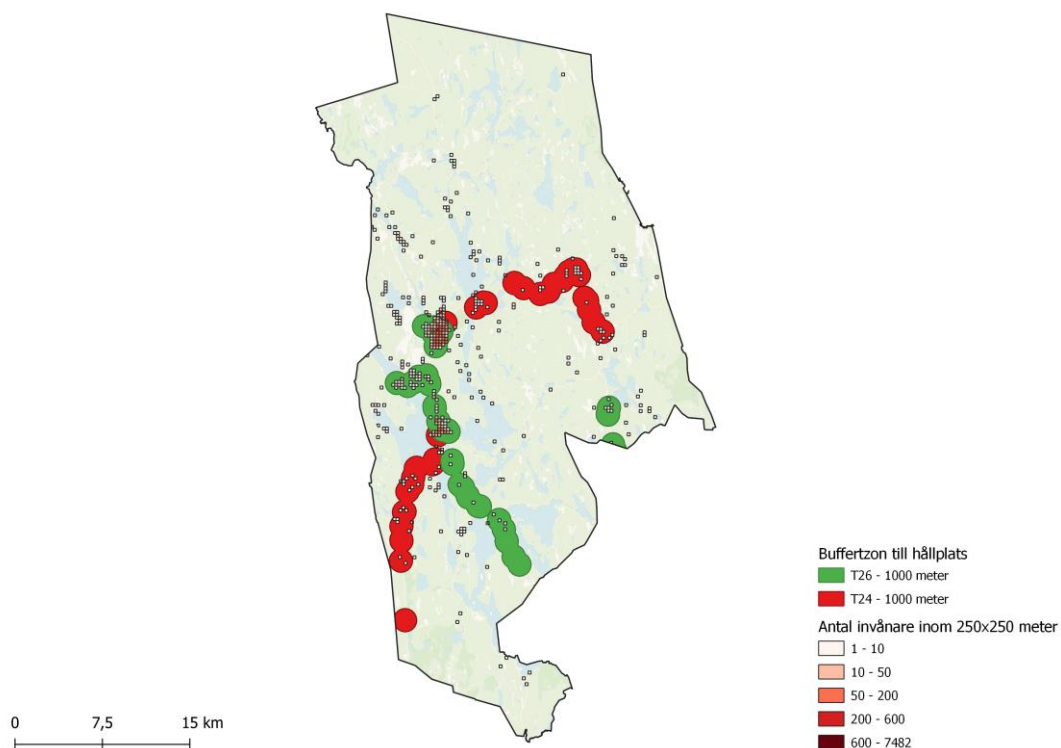 Buffertzon till hållplats
T26 - 1000 meter
T24 - 1000 meter
Antal invånare inom 250x250 meter
1 - 10
10 - 50
50 - 200
200 - 600
600 - 7482
0 7,5 15 km